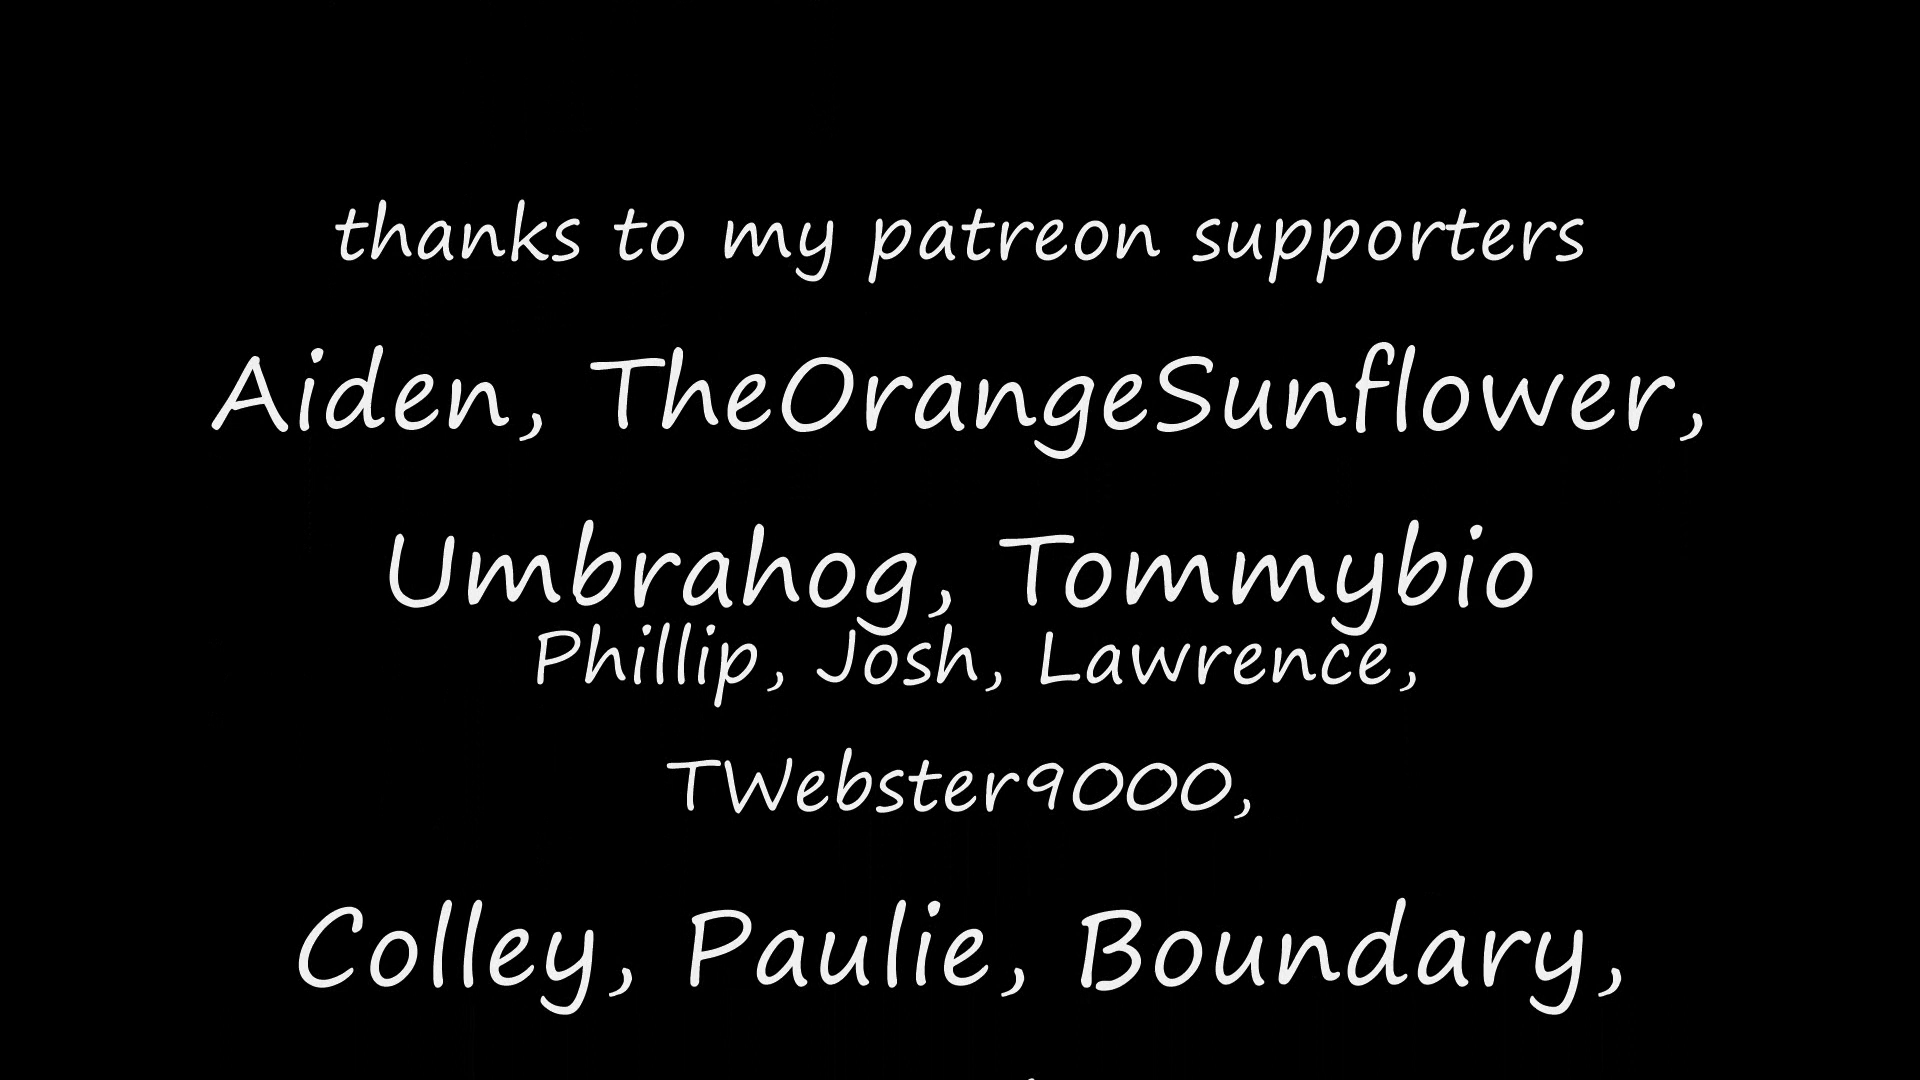 thanks to my patreon supporters
Aiden, TheOrangeSunflower,
Umbrahog, Tommybio
Phillip, Josh, Lawrence,
TWebster9000,
Colley, Paulie, Boundary,